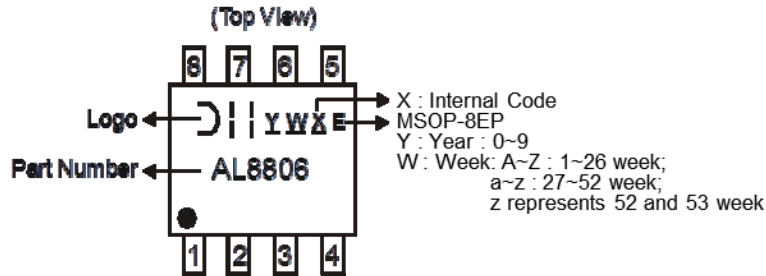 (Top View)
8 7 6 5
Logo
Y W X E
X : Internal Code
MSOP-8EP
Y : Year : 0~9
W : Week: A~Z : 1~26 week;
a~z : 27~52 week;
z represents 52 and 53 week
Part Number
AL8806
1 2 3 4